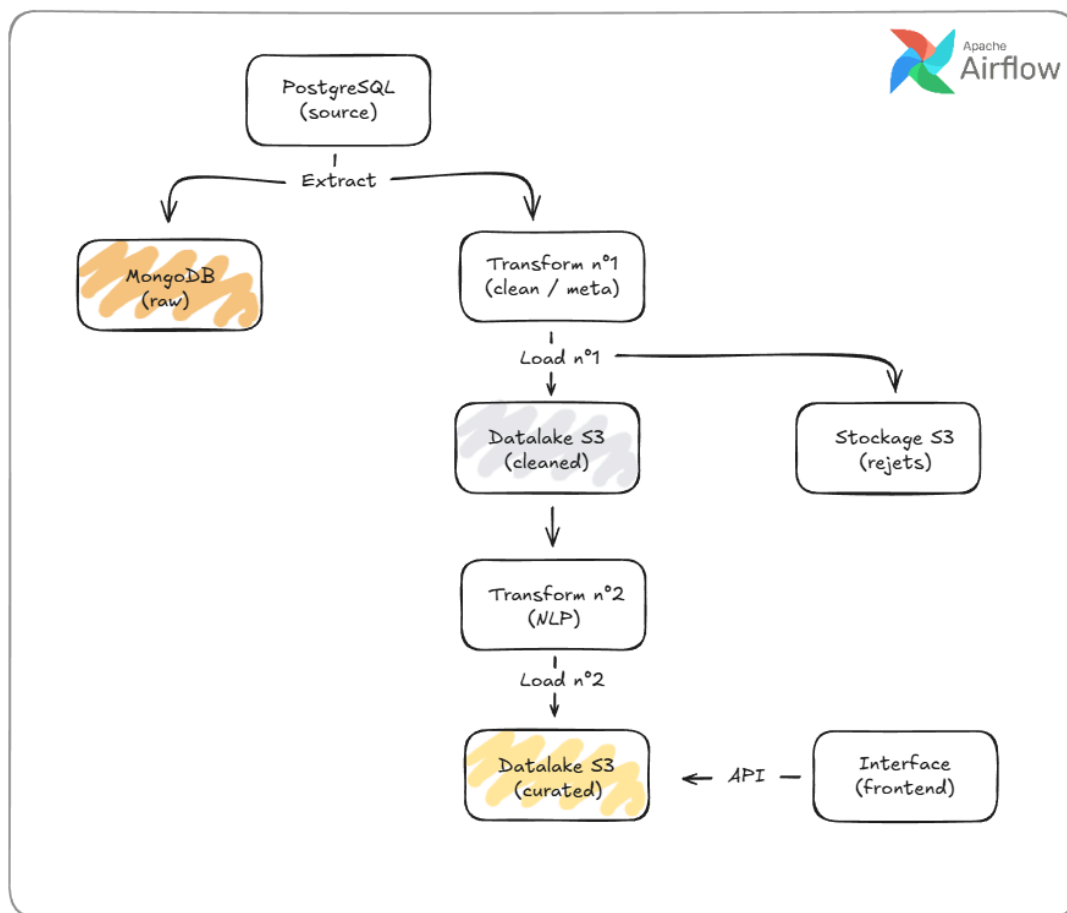 Apache
Airflow
PostgreSQL
(source)
Extract
MongoDB
(raw)
Transform n°1
(clean / meta)
Load n°1
Datalake S3
(cleaned)
Stockage S3
(rejets)
Transform n°2
(NLP)
Load n°2
Datalake S3
(curated)
API
Interface
(frontend)